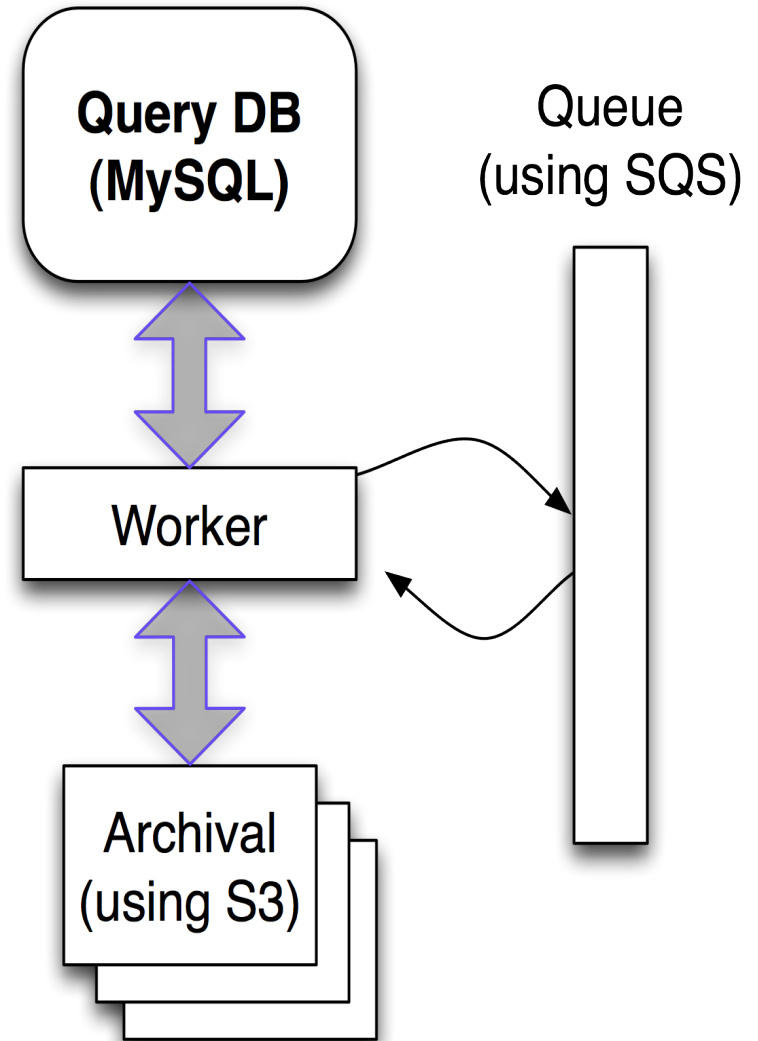 Query DB
(MySQL)
Queue
(using SQS)
Worker
Archival
(using S3)